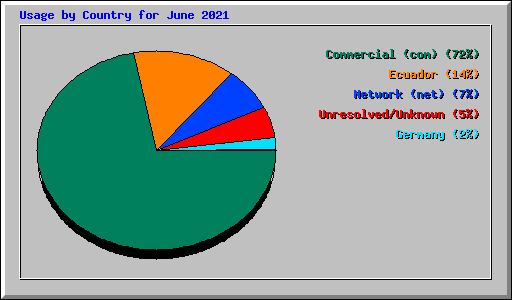 Usage by Country for June 2021
Commercial (com) (72%)
Ecuador (14%)
Network (net) (7%)
Unresolved/Unknown (5%)
Germany (2%)